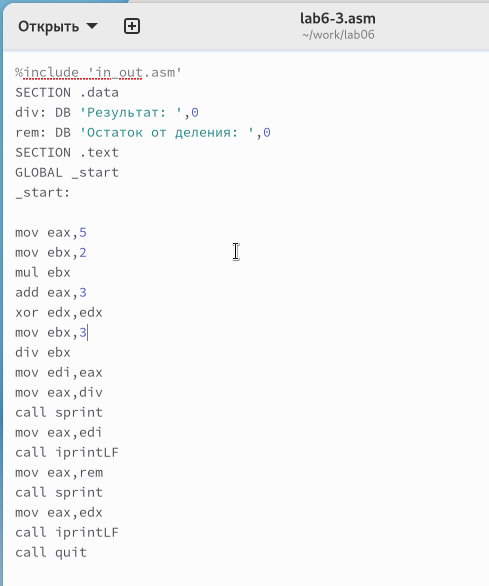 Открыть
lab6-3.asm
~/work/lab06
%include 'in_out.asm'
SECTION .data
div: DB 'Результат: ',0
rem: DB 'Остаток от деления: ',0
SECTION .text
GLOBAL _start
_start:
mov eax,5
mov ebx,2
mul ebx
add eax,3
xor edx,edx
mov ebx,3
div ebx
mov edi,eax
mov eax,div
call sprint
mov eax,edi
call iprintLF
mov eax,rem
call sprint
mov eax,edx
call iprintLF
call quit